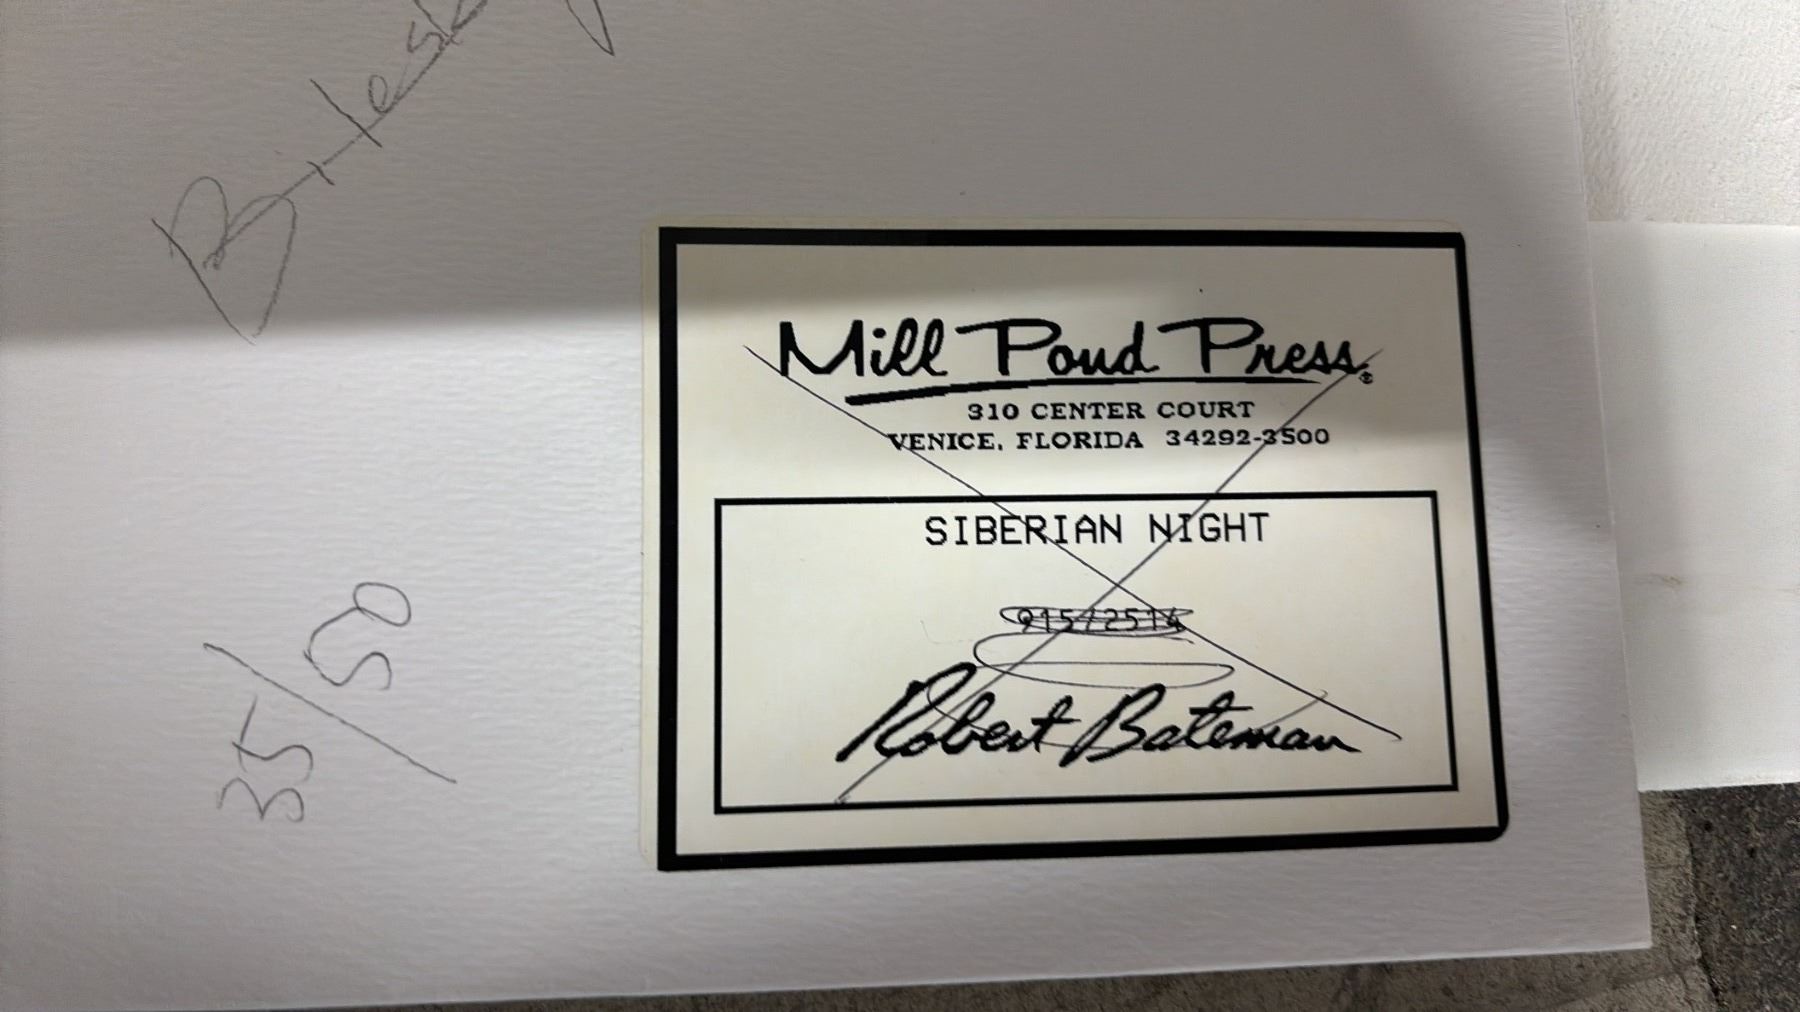 Mill Pond Press®
310 CENTER COURT
VENICE, FLORIDA 34292-3500
SIBERIAN NIGHT
915/2514
Robert Bateman
35/50